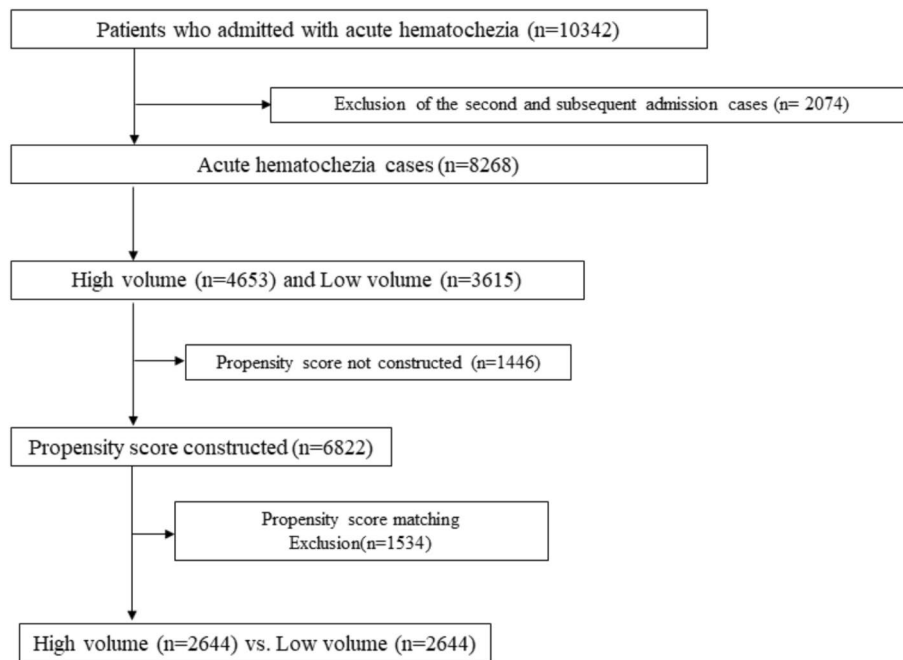 Patients who admitted with acute hematochezia (n=10342)
Exclusion of the second and subsequent admission cases (n= 2074)
Acute hematochezia cases (n=8268)
High volume (n=4653) and Low volume (n=3615)
Propensity score not constructed (n=1446)
Propensity score constructed (n=6822)
Propensity score matching
Exclusion(n=1534)
High volume (n=2644) vs. Low volume (n=2644)